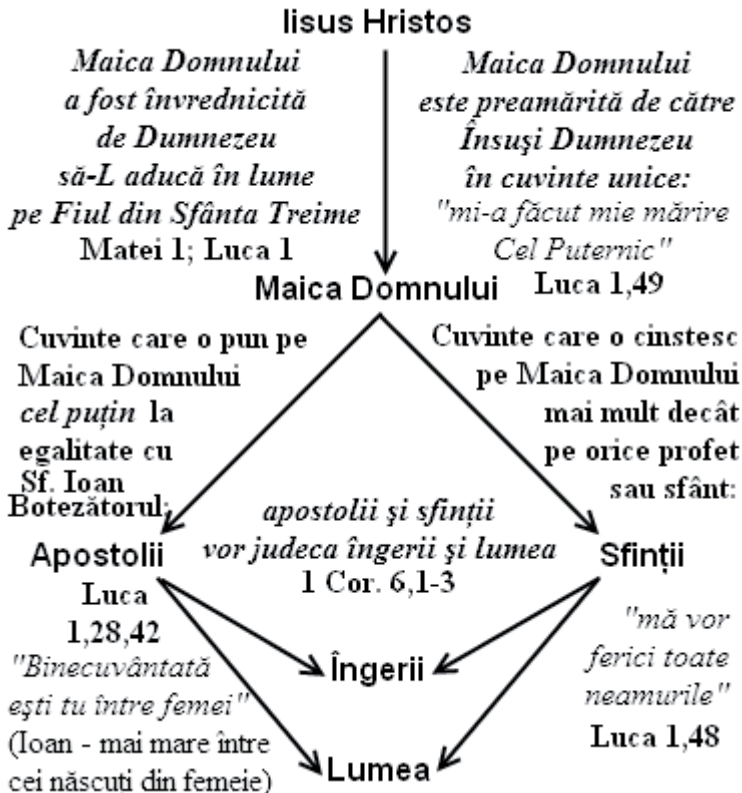 Iisus Hristos
Maica Domnului
a fost învrednicită
de Dumnezeu
să-L aducă în lume
pe Fiul din Sfânta Treime
Matei 1; Luca 1
Maica Domnului
este preamărită de către
Însuşi Dumnezeu
în cuvinte unice:
"mi-a făcut mie mărire
Cel Puternic"
Luca 1,49
Maica Domnului
Cuvinte care o pun pe
Maica Domnului
cel puţin la
egalitate cu
Sf. Ioan
Botezătorul:
Cuvinte care o cinstesc
pe Maica Domnului
mai mult decât
pe orice profet
sau sfânt:
apostolii şi sfinţii
vor judeca îngerii şi lumea
1 Cor. 6,1-3
Apostolii
Sfinţii
Luca
1,28,42
"Binecuvântată
eşti tu între femei"
(Ioan - mai mare între
cei născuti din femeie)
"mă vor
ferici toate
neamurile"
Luca 1,48
Îngerii
Lumea